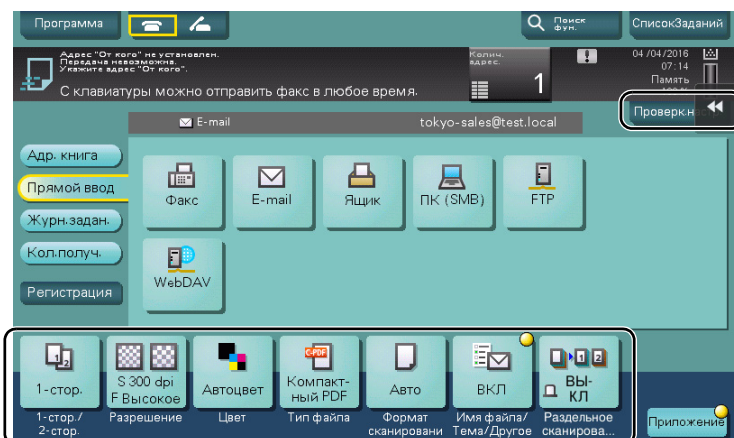 Программа
Поиск
фун.
СписокЗаданий
Адрес "От кого" не установлен.
Передача невозможна.
Укажите адрес "От кого".
С клавиатуры можно отправить факс в любое время.
Колич.
адрес.
1
04/04/2016
07:14
Память
E-mail
tokyo-sales@test.local
Проверк.н
Адр. книга
Прямой ввод
Журн.задан.
Кол.получ.
Регистрация
Факс
E-mail
Ящик
ПК (SMB)
FTP
WebDAV
1-стор.
S 300 dpi
F Высокое
Автоцвет
C-PDF
Компакт-
ный PDF
Авто
ВКЛ
ВЫ-
КЛ
1-стор./
2-стор.
Разрешение
Цвет
Тип файла
Формат
сканировани
Имя файла/
Тема/Другое
Раздельное
сканирова...
Приложение